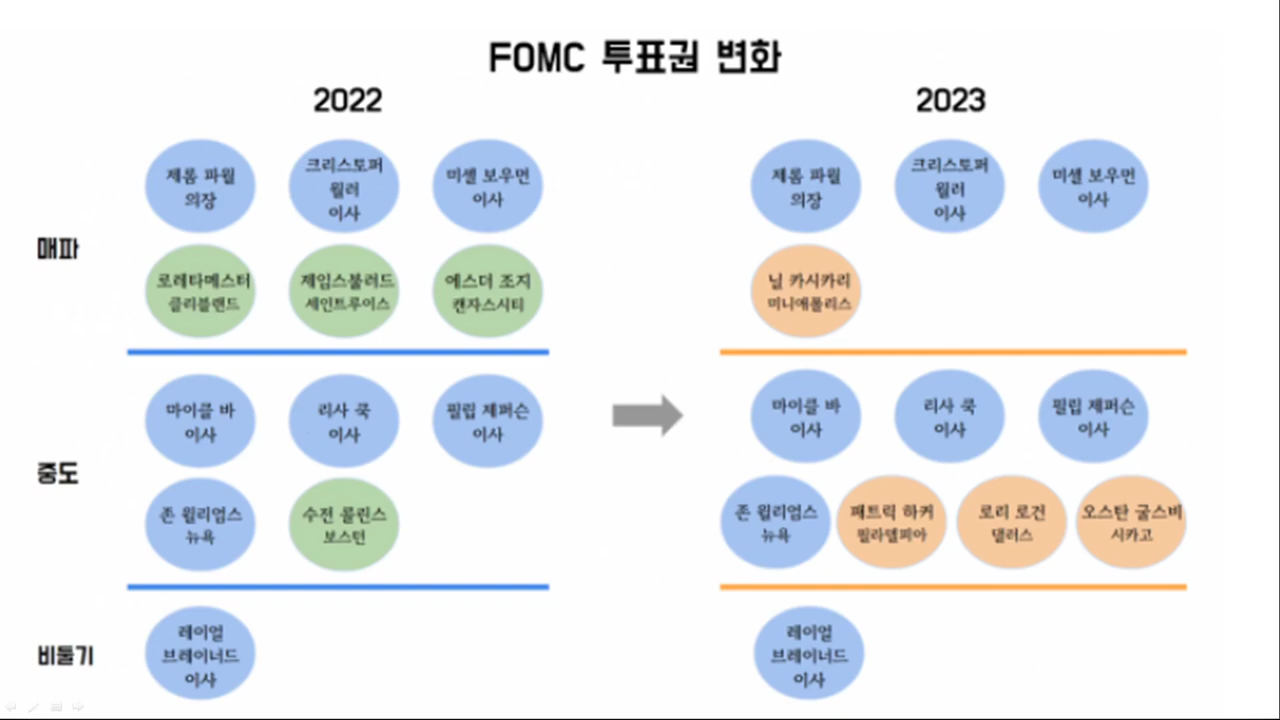 FOMC 투표권 변화
2022
2023
매파
제롬 파월
의장
크리스토퍼
월러
이사
미셸 보우먼
이사
로레타메스터
클리블랜드
제임스불러드
세인트루이스
에스더 조지
캔자스시티
제롬 파월
의장
크리스토퍼
월러
이사
미셸 보우먼
이사
닐 카시카리
미니애폴리스
중도
마이클 바
이사
리사 쿡
이사
필립 제퍼슨
이사
존 윌리엄스
뉴욕
수전 콜린스
보스턴
마이클 바
이사
리사 쿡
이사
필립 제퍼슨
이사
존 윌리엄스
뉴욕
패트릭 하커
필라델피아
로리 로건
댈러스
오스탄 굴스비
시카고
비둘기
레이얼
브레이너드
이사
레이얼
브레이너드
이사